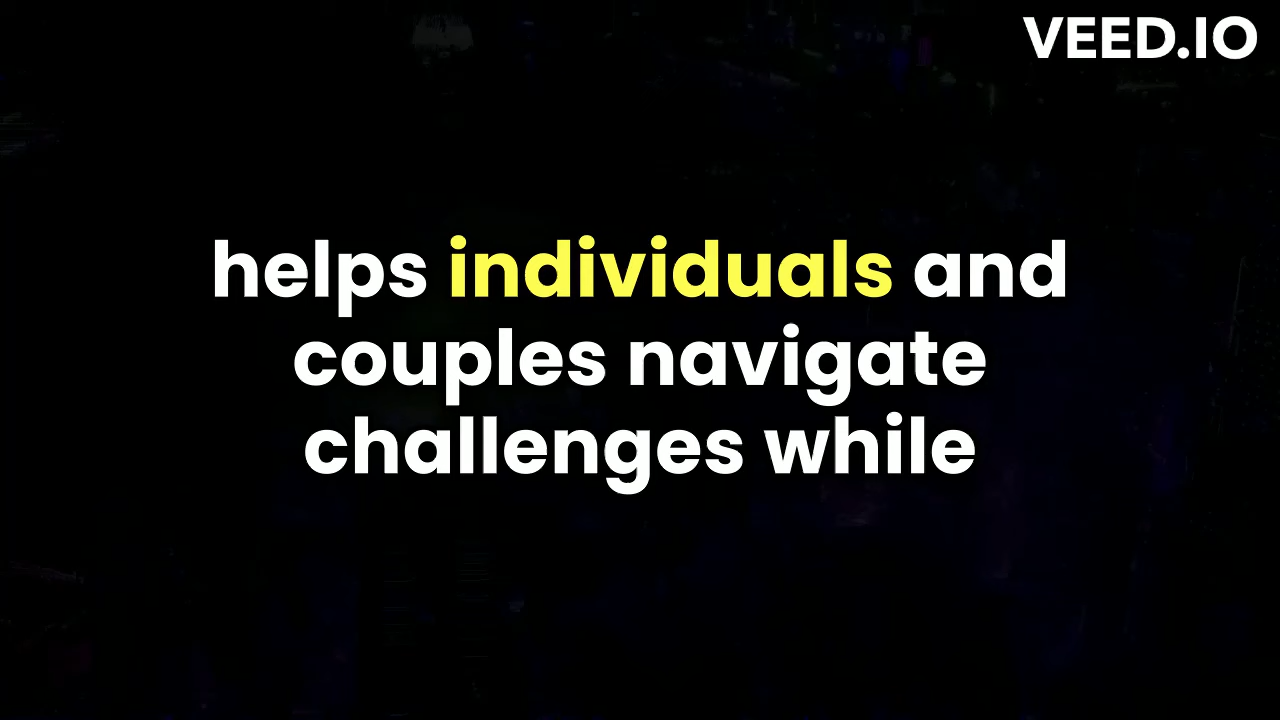 VEED.IO
helps individuals and
couples navigate
challenges while